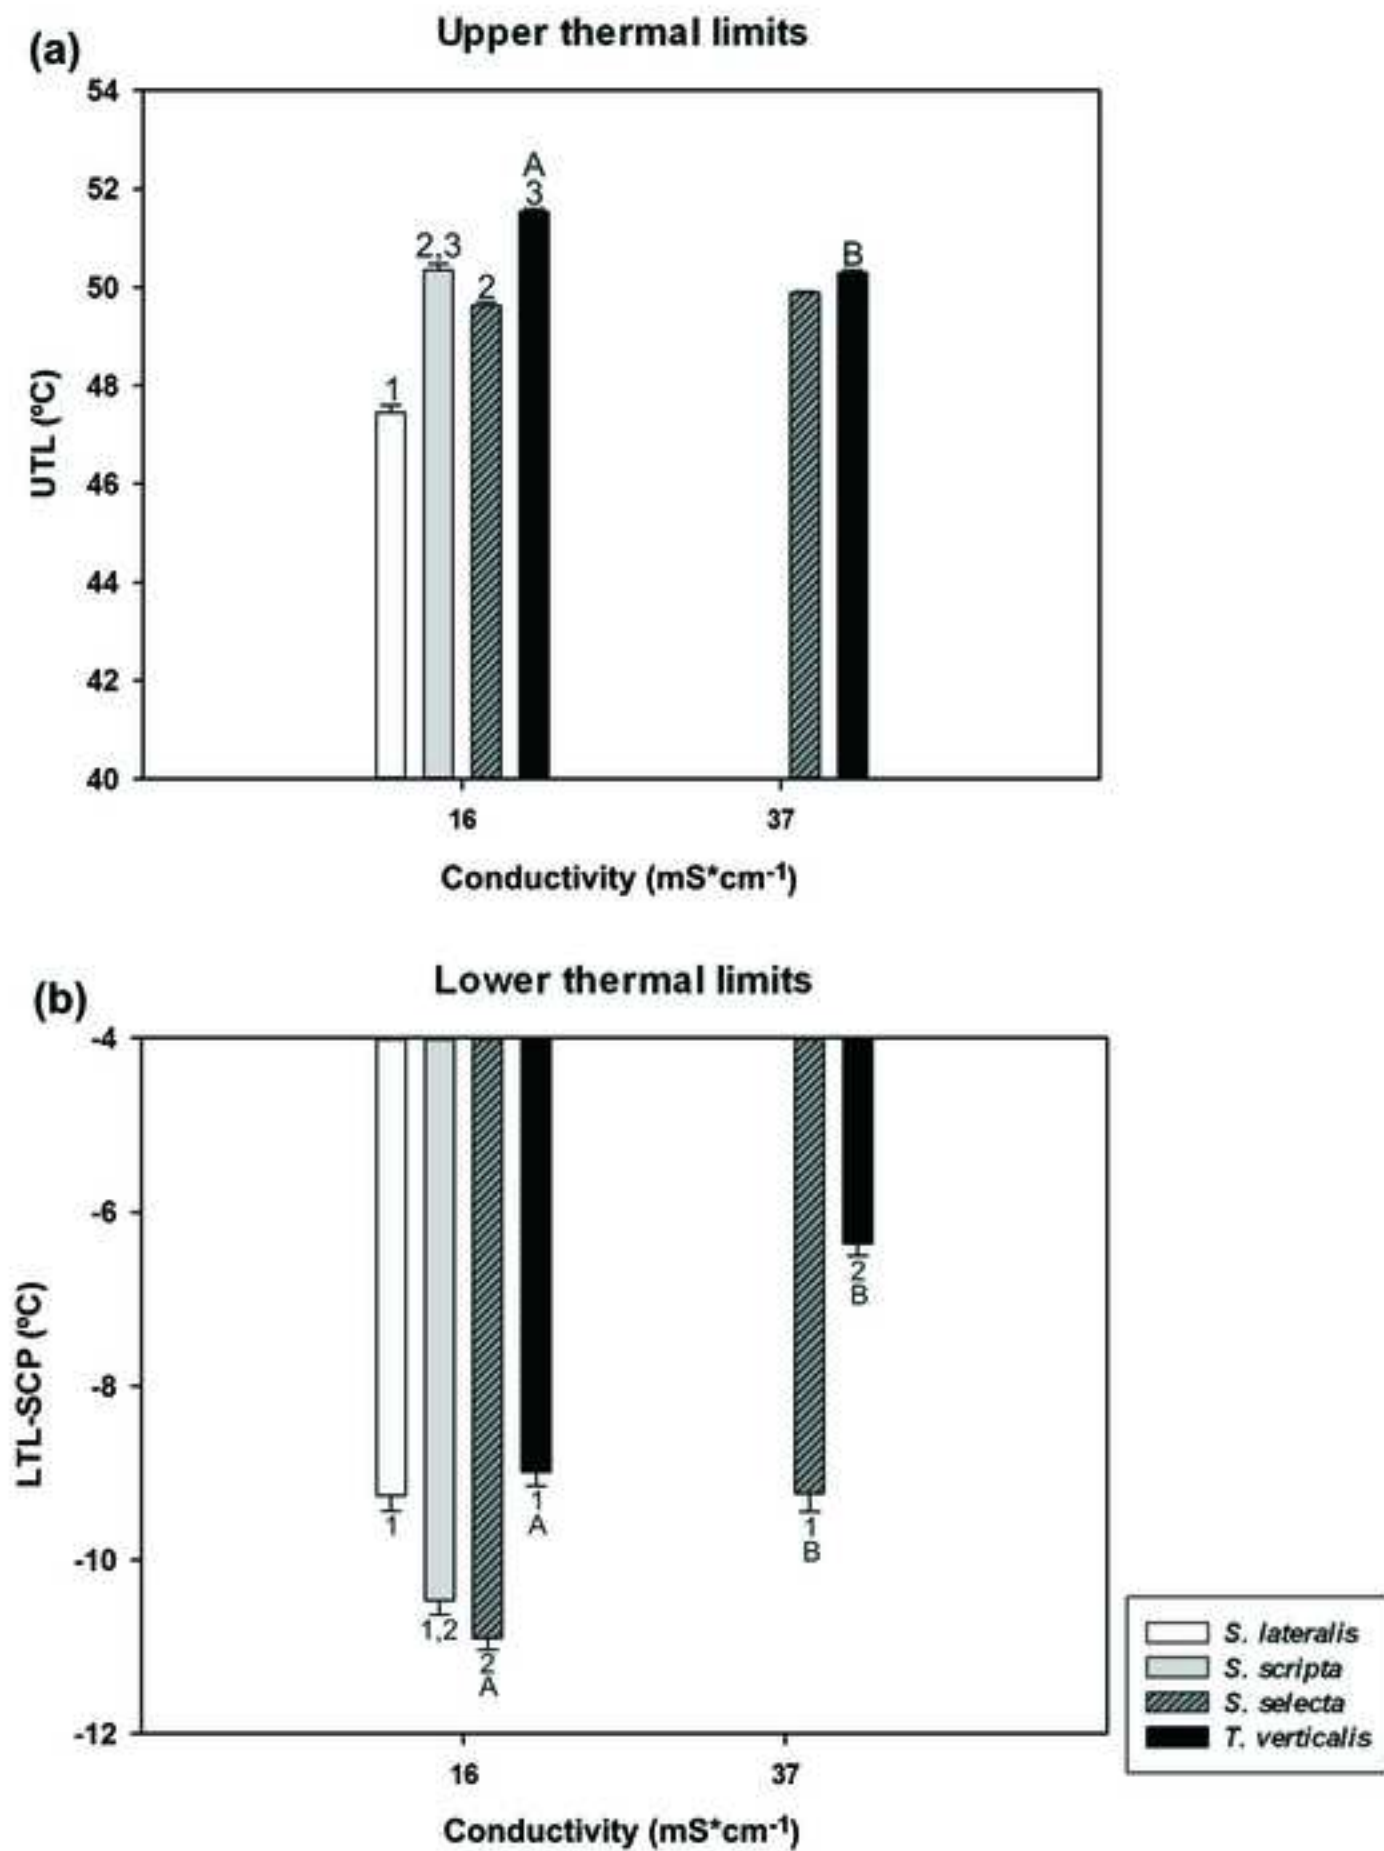 (a)
Upper thermal limits
54
52
50
48
46
44
42
40
UTL (ºC)
1
2,3
2
A
3
B
16
37
Conductivity (mS*cm-1)
(b)
Lower thermal limits
-4
-6
-8
-10
-12
LTL-SCP (ºC)
1
1,2
2
A
1
A
1
B
2
B
16
37
Conductivity (mS*cm-1)
S. lateralis
S. scripta
S. selecta
T. verticalis